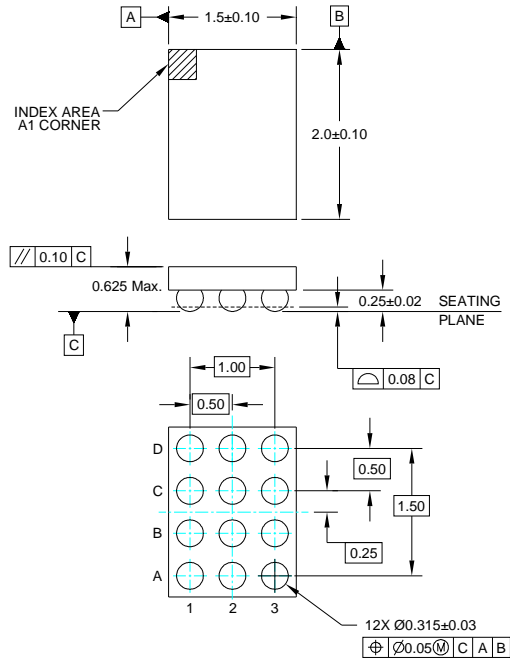 A
1.5±0.10
B
INDEX AREA
A1 CORNER
2.0±0.10
// 0.10 C
0.625 Max.
0.25±0.02
SEATING
PLANE
C
⌓ 0.08 C
1.00
0.50
D
C
B
A
0.50
1.50
0.25
1 2 3
12X Ø0.315±0.03
⌖ Ø0.05Ⓜ C A B